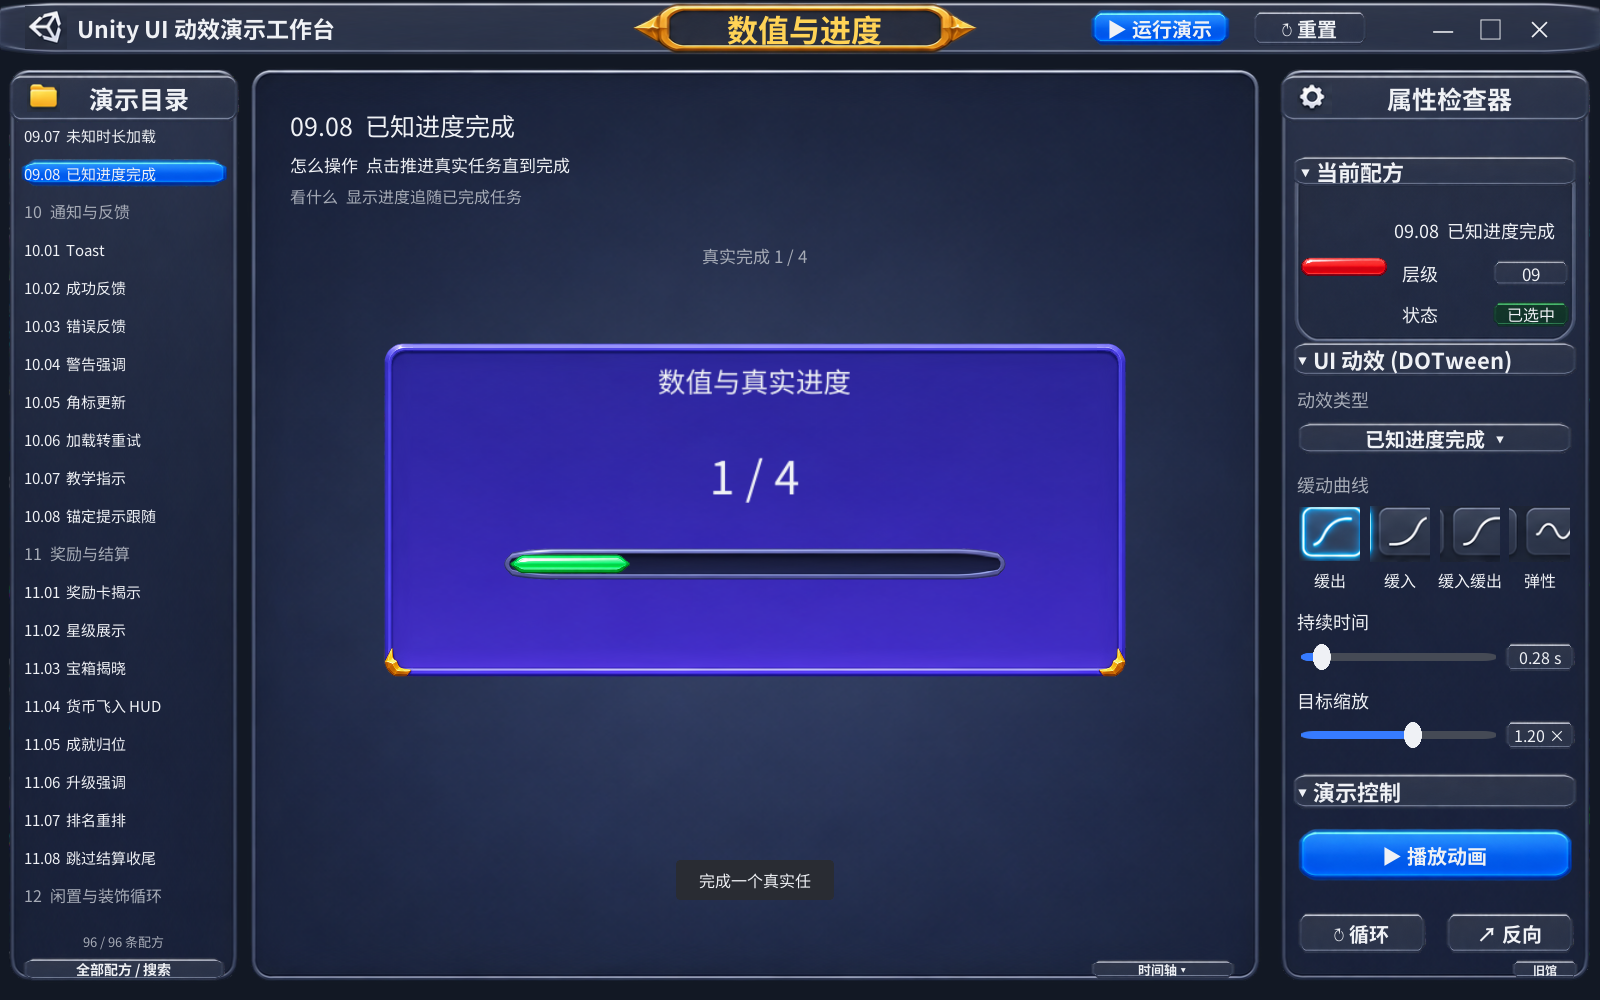 Unity UI 动效演示工作台
数值与进度
▶ 运行演示
↻ 重置
演示目录
09.07 未知时长加载
09.08 已知进度完成
10 通知与反馈
10.01 Toast
10.02 成功反馈
10.03 错误反馈
10.04 警告强调
10.05 角标更新
10.06 加载转重试
10.07 教学指示
10.08 锚定提示跟随
11 奖励与结算
11.01 奖励卡揭示
11.02 星级展示
11.03 宝箱揭晓
11.04 货币飞入 HUD
11.05 成就归位
11.06 升级强调
11.07 排名重排
11.08 跳过结算收尾
12 闲置与装饰循环
96 / 96 条配方
全部配方 / 搜索
09.08 已知进度完成
怎么操作 点击推进真实任务直到完成
看什么 显示进度追随已完成任务
真实完成 1 / 4
数值与真实进度
1 / 4
完成一个真实任
时间轴 ▾
属性检查器
▾ 当前配方
09.08 已知进度完成
层级 09
状态 已选中
▾ UI 动效 (DOTween)
动效类型
已知进度完成 ▾
缓动曲线
缓出 缓入 缓入缓出 弹性
持续时间
0.28 s
目标缩放
1.20 ×
▾ 演示控制
▶ 播放动画
↻ 循环
↗ 反向
旧馆